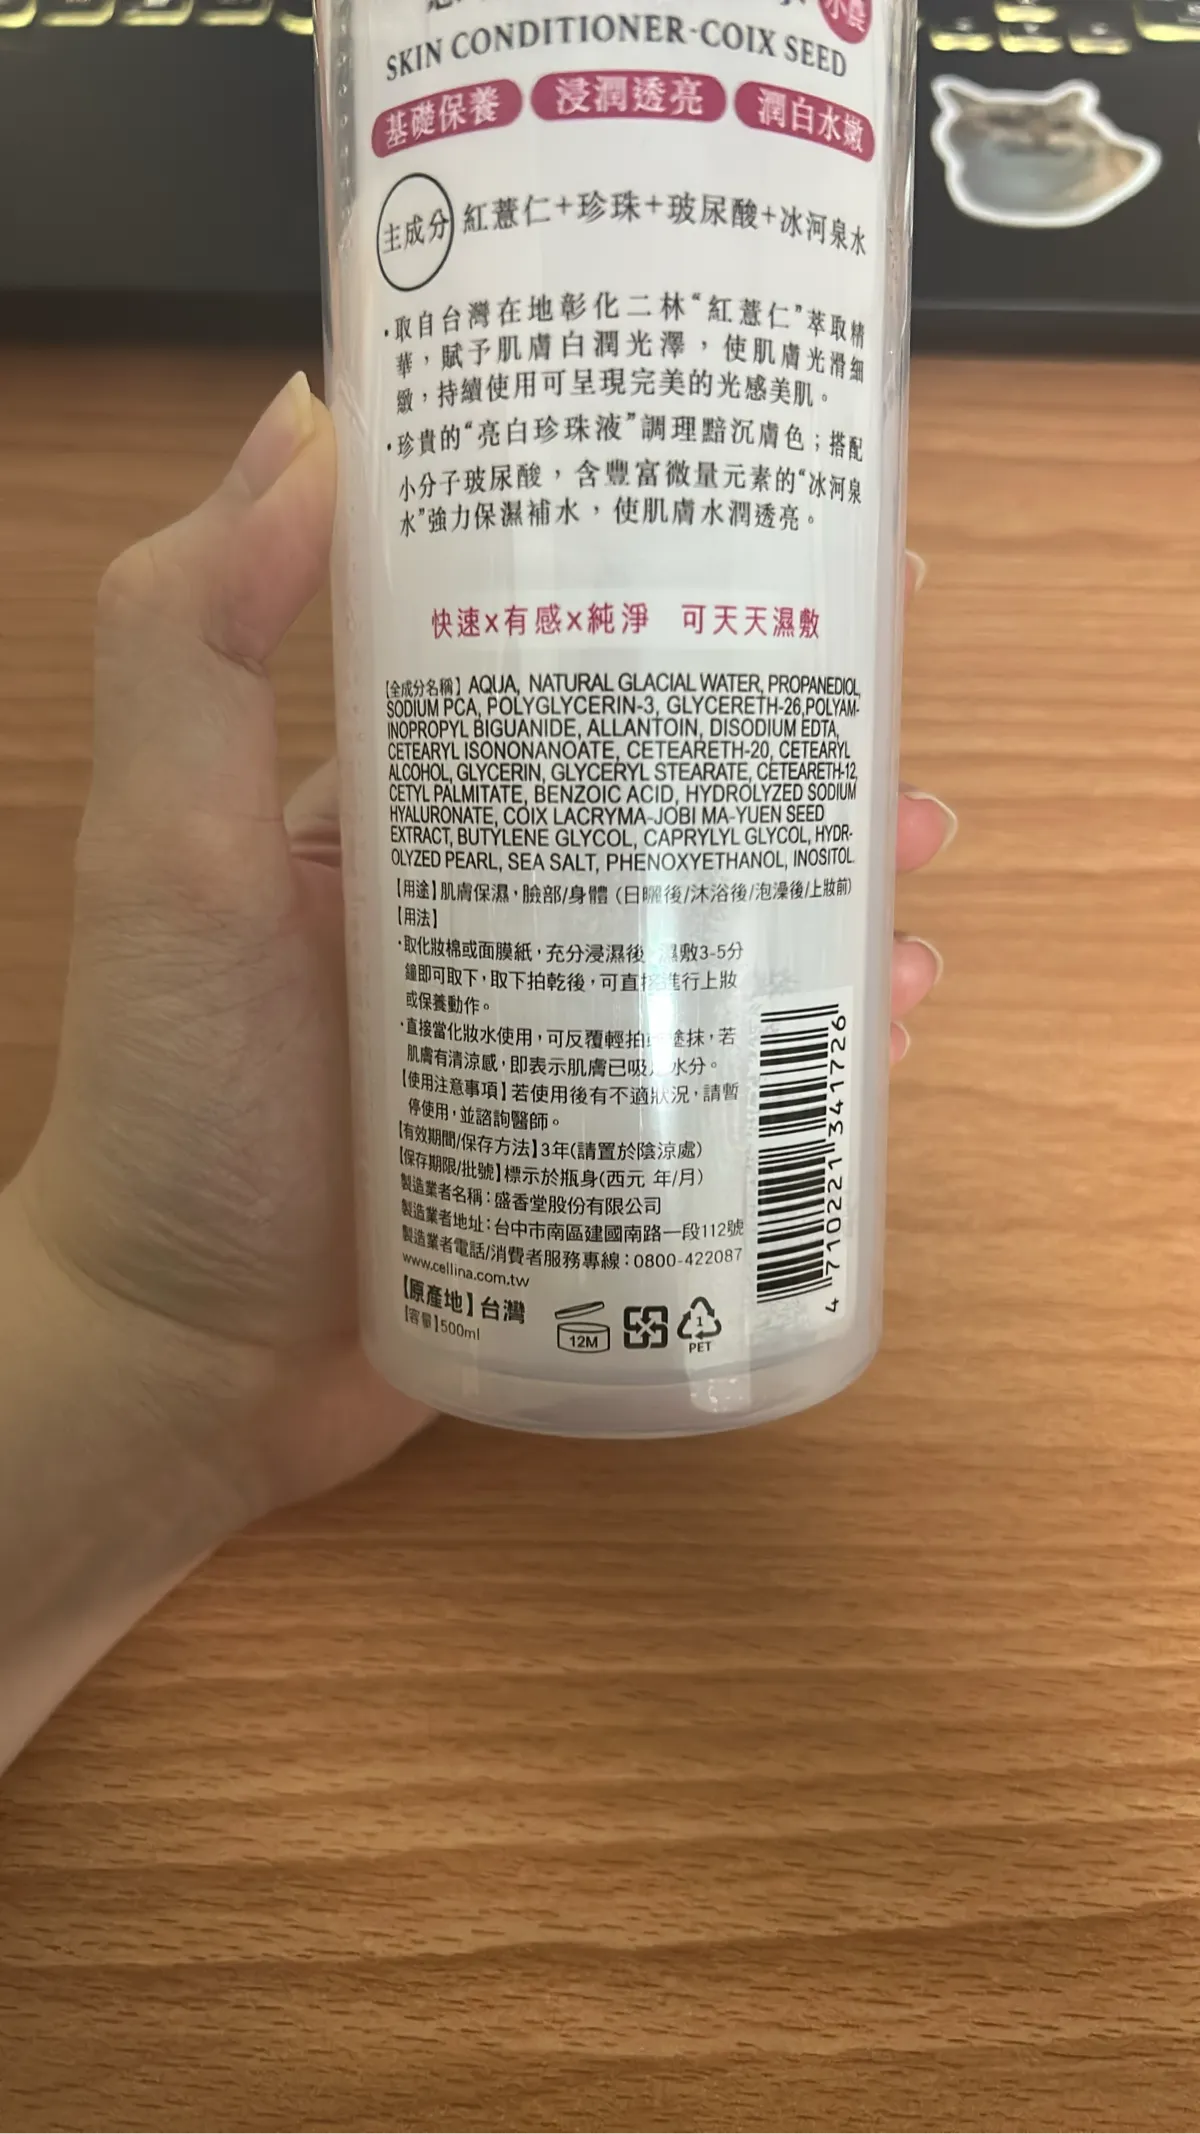 SKIN CONDITIONER-COIX SEED
基礎保養 浸潤透亮 潤白水嫩
主成分 紅薏仁+珍珠+玻尿酸+冰河泉水
·取自台灣在地彰化二林“紅薏仁”萃取精
華，賦予肌膚白潤光澤，使肌膚光滑細
緻，持續使用可呈現完美的光感美肌。
·珍貴的“亮白珍珠液”調理黯沉膚色；搭配
小分子玻尿酸，含豐富微量元素的“冰河泉
水”強力保濕補水，使肌膚水潤透亮。
快速x有感x純淨 可天天濕敷
【全成分名稱】AQUA, NATURAL GLACIAL WATER, PROPANEDIOL,
SODIUM PCA, POLYGLYCERIN-3, GLYCERETH-26,POLYAM-
INOPROPYL BIGUANIDE, ALLANTOIN, DISODIUM EDTA,
CETEARYL ISONONANOATE, CETEARETH-20, CETEARYL
ALCOHOL, GLYCERIN, GLYCERYL STEARATE, CETEARETH-12,
CETYL PALMITATE, BENZOIC ACID, HYDROLYZED SODIUM
HYALURONATE, COIX LACRYMA-JOBI MA-YUEN SEED
EXTRACT, BUTYLENE GLYCOL, CAPRYLYL GLYCOL, HYDR-
OLYZED PEARL, SEA SALT, PHENOXYETHANOL, INOSITOL.
【用途】肌膚保濕，臉部/身體（日曬後/沐浴後/泡澡後/上妝前）
【用法】
·取化妝棉或面膜紙，充分浸濕後 濕敷3-5分
鐘即可取下，取下拍乾後，可直接進行上妝
或保養動作。
·直接當化妝水使用，可反覆輕拍 塗抹，若
肌膚有清涼感，即表示肌膚已吸 水分。
【使用注意事項】若使用後有不適狀況，請暫
停使用，並諮詢醫師。
【有效期間/保存方法】3年(請置於陰涼處)
【保存期限/批號】標示於瓶身(西元 年/月)
製造業者名稱：盛香堂股份有限公司
製造業者地址：台中市南區建國南路一段112號
製造業者電話/消費者服務專線：0800-422087
www.cellina.com.tw
【原產地】台灣
【容量】500ml
12M
1
PET
4 710221 341726